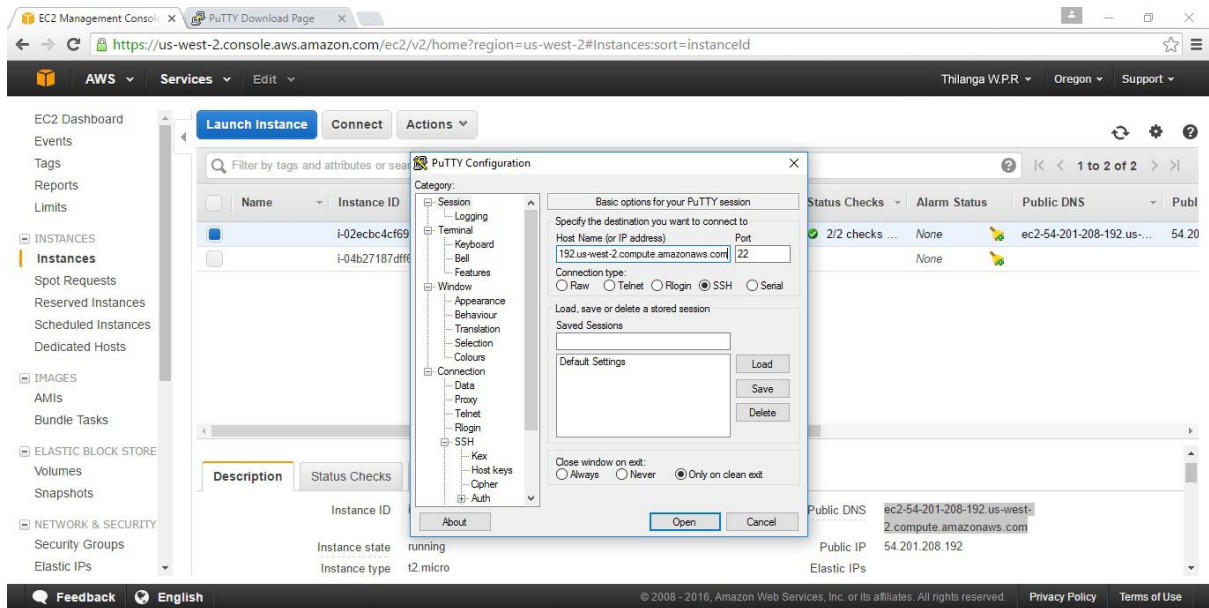 EC2 Management Consol
PuTTY Download Page
https://us-west-2.console.aws.amazon.com/ec2/v2/home?region=us-west-2#Instances:sort=instanceId
AWS Services Edit Thilanga W.P.R Oregon Support
EC2 Dashboard
Events
Tags
Reports
Limits
INSTANCES
Instances
Spot Requests
Reserved Instances
Scheduled Instances
Dedicated Hosts
IMAGES
AMIs
Bundle Tasks
ELASTIC BLOCK STORE
Volumes
Snapshots
NETWORK & SECURITY
Security Groups
Elastic IPs
Launch Instance Connect Actions
Filter by tags and attributes or sear
1 to 2 of 2
Name Instance ID Status Checks Alarm Status Public DNS Publ
i-02ecbc4cf69 2/2 checks ... None ec2-54-201-208-192.us-... 54.20
i-04b27187dff6 None
PuTTY Configuration
Category:
Session
Logging
Terminal
Keyboard
Bell
Features
Window
Appearance
Behaviour
Translation
Selection
Colours
Connection
Data
Proxy
Telnet
Rlogin
SSH
Kex
Host keys
Cipher
Auth
Basic options for your PuTTY session
Specify the destination you want to connect to
Host Name (or IP address) Port
192.us-west-2.compute.amazonaws.com 22
Connection type:
Raw Telnet Rlogin SSH Serial
Load, save or delete a stored session
Saved Sessions
Default Settings
Load
Save
Delete
Close window on exit:
Always Never Only on clean exit
About Open Cancel
Description Status Checks
Instance ID
Instance state running
Instance type t2.micro
Public DNS ec2-54-201-208-192.us-west-
2.compute.amazonaws.com
Public IP 54.201.208.192
Elastic IPs
Feedback English
© 2008 - 2016, Amazon Web Services, Inc. or its affiliates. All rights reserved. Privacy Policy Terms of Use